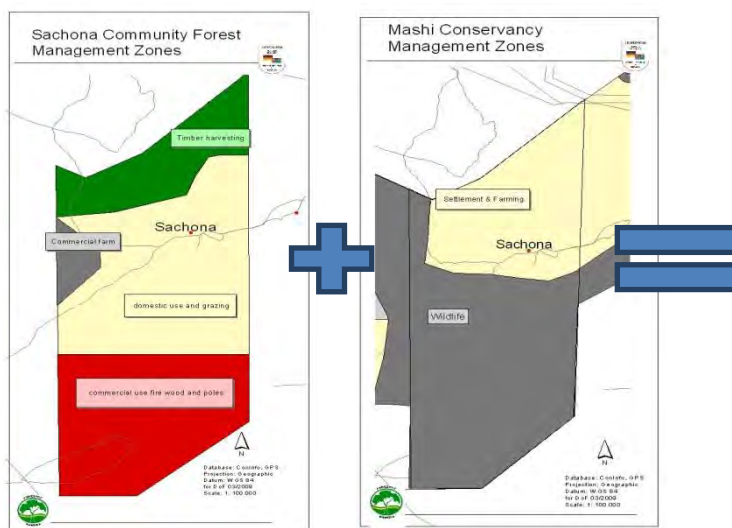 Sachona Community Forest
Management Zones
Timber harvesting
Sachona
Commercial farm
domestic use and grazing
commercial use fire wood and poles
N
Database: ConInfo, GPS
Projection: Geographic
Datum: WGS 84
Scale: 1: 100 000
Mashi Conservancy
Management Zones
Settlement & Farming
Sachona
Wildlife
N
Database: ConInfo, GPS
Projection: Geographic
Datum: WGS 84
Scale: 1: 100 000